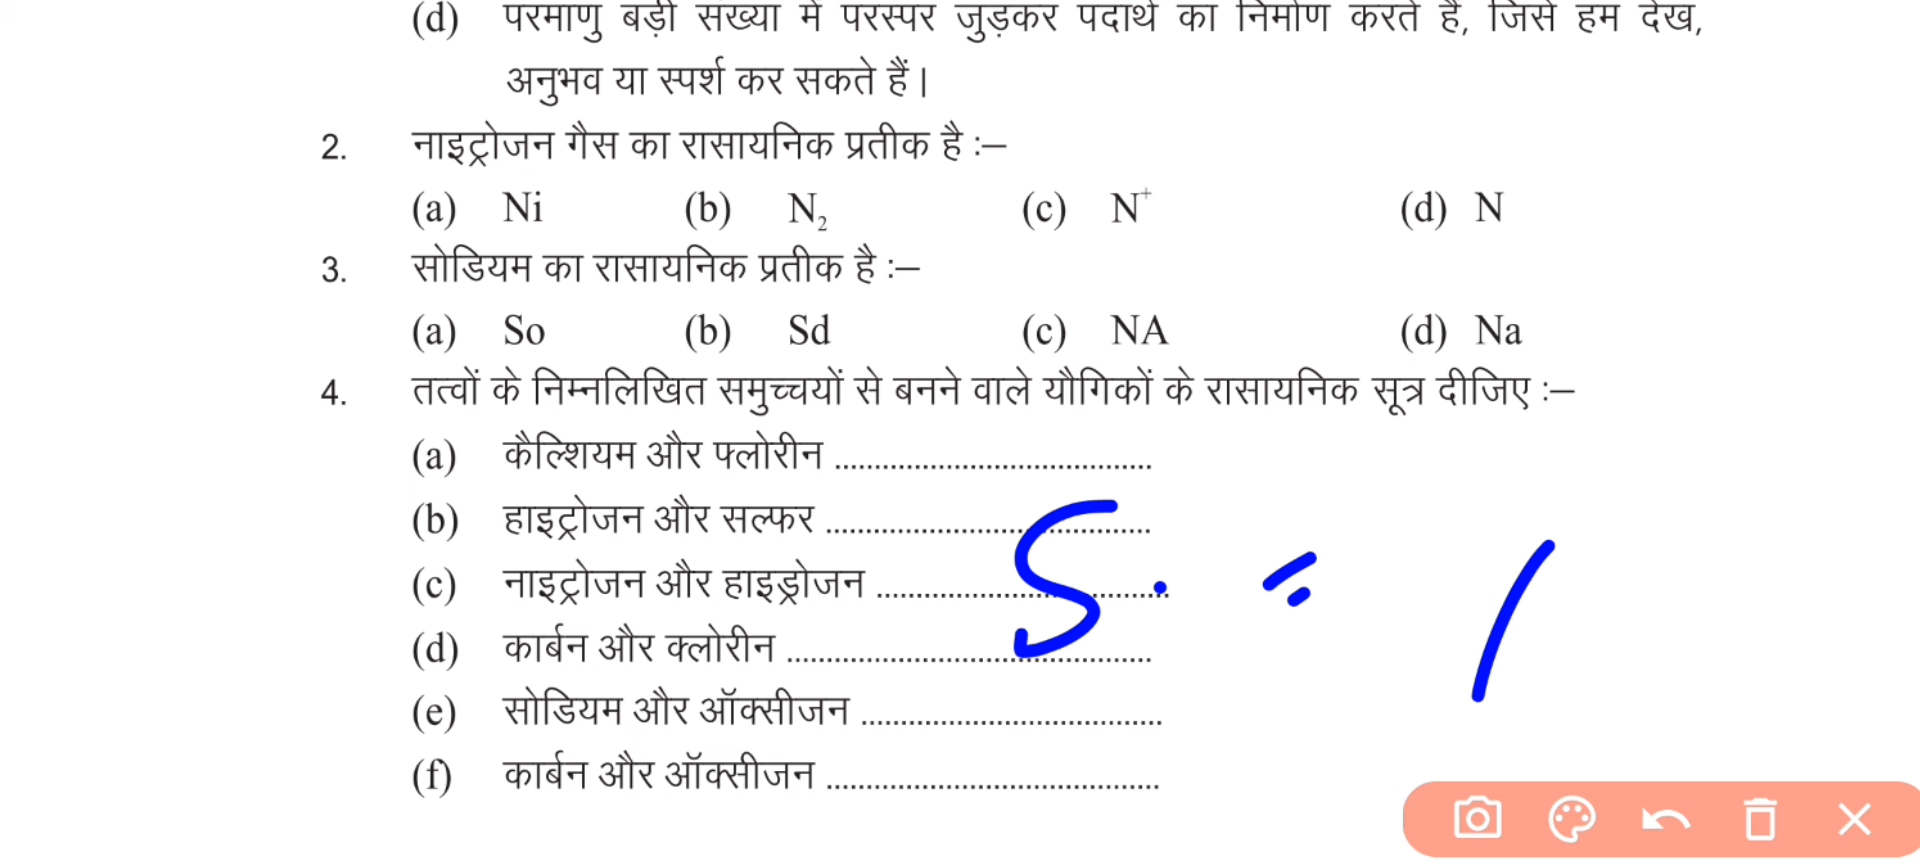 (d) परमाणु बड़ी संख्या में परस्पर जुड़कर पदार्थ का निर्माण करते हैं, जिसे हम देख,
अनुभव या स्पर्श कर सकते हैं।
2. नाइट्रोजन गैस का रासायनिक प्रतीक है :–
(a) Ni (b) N₂ (c) N⁺ (d) N
3. सोडियम का रासायनिक प्रतीक है :–
(a) So (b) Sd (c) NA (d) Na
4. तत्वों के निम्नलिखित समुच्चयों से बनने वाले यौगिकों के रासायनिक सूत्र दीजिए :–
(a) कैल्शियम और फ्लोरीन ........................................
(b) हाइट्रोजन और सल्फर ........................................
(c) नाइट्रोजन और हाइड्रोजन ........................................
(d) कार्बन और क्लोरीन ........................................
(e) सोडियम और ऑक्सीजन ........................................
(f) कार्बन और ऑक्सीजन ........................................
S. = /